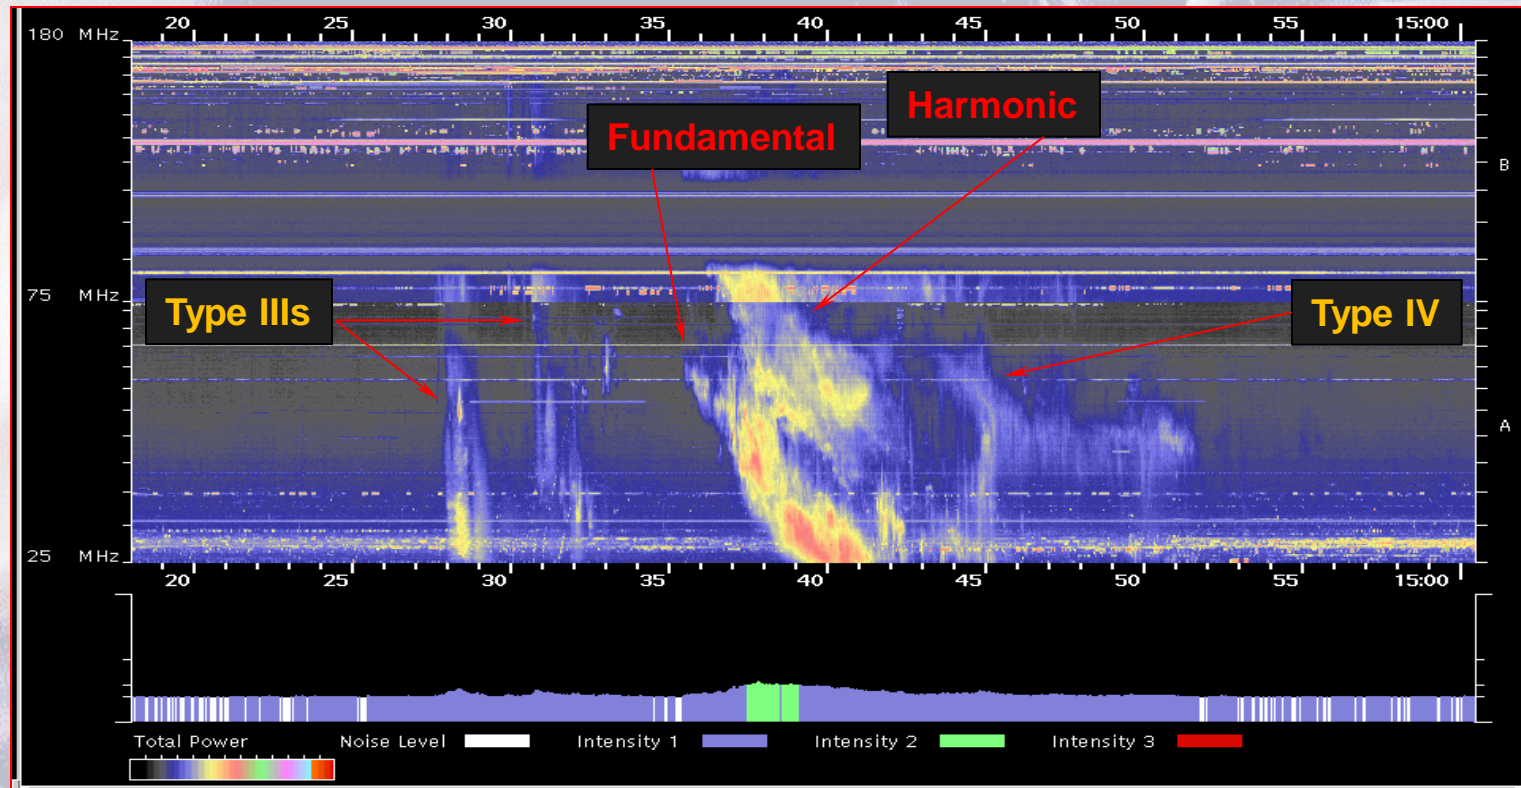 20 25 30 35 40 45 50 55 15:00
180 MHz
Harmonic
Fundamental
B
75 MHz
Type IIIs
Type IV
A
25 MHz
20 25 30 35 40 45 50 55 15:00
Total Power Noise Level Intensity 1 Intensity 2 Intensity 3